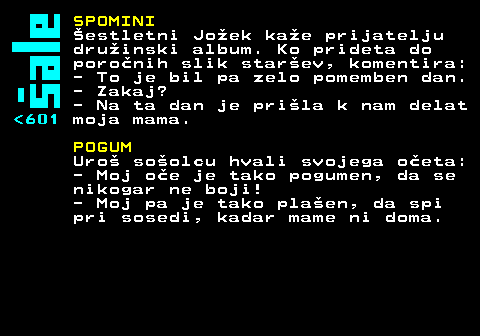 Šale
SPOMINI
Šestletni Jožek kaže prijatelju
družinski album. Ko prideta do
poročnih slik staršev, komentira:
- To je bil pa zelo pomemben dan.
- Zakaj?
- Na ta dan je prišla k nam delat
<601 moja mama.
POGUM
Uroš sošolcu hvali svojega očeta:
- Moj oče je tako pogumen, da se
nikogar ne boji!
- Moj pa je tako plašen, da spi
pri sosedi, kadar mame ni doma.